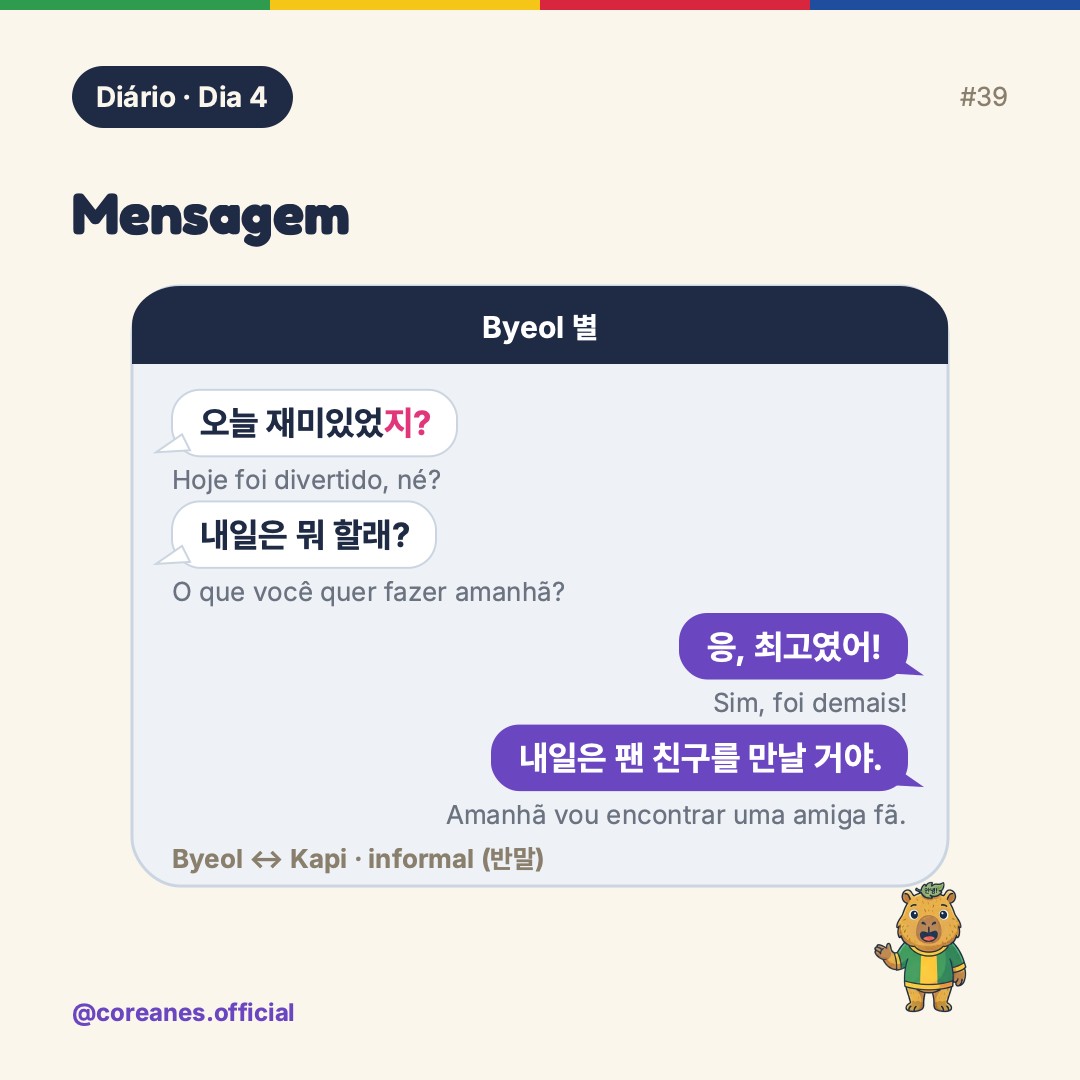 Diário · Dia 4
#39
Mensagem
Byeol 별
오늘 재미있었지?
Hoje foi divertido, né?
내일은 뭐 할래?
O que você quer fazer amanhã?
응, 최고였어!
Sim, foi demais!
내일은 팬 친구를 만날 거야.
Amanhã vou encontrar uma amiga fã.
Byeol ↔ Kapi · informal (반말)
@coreanes.official